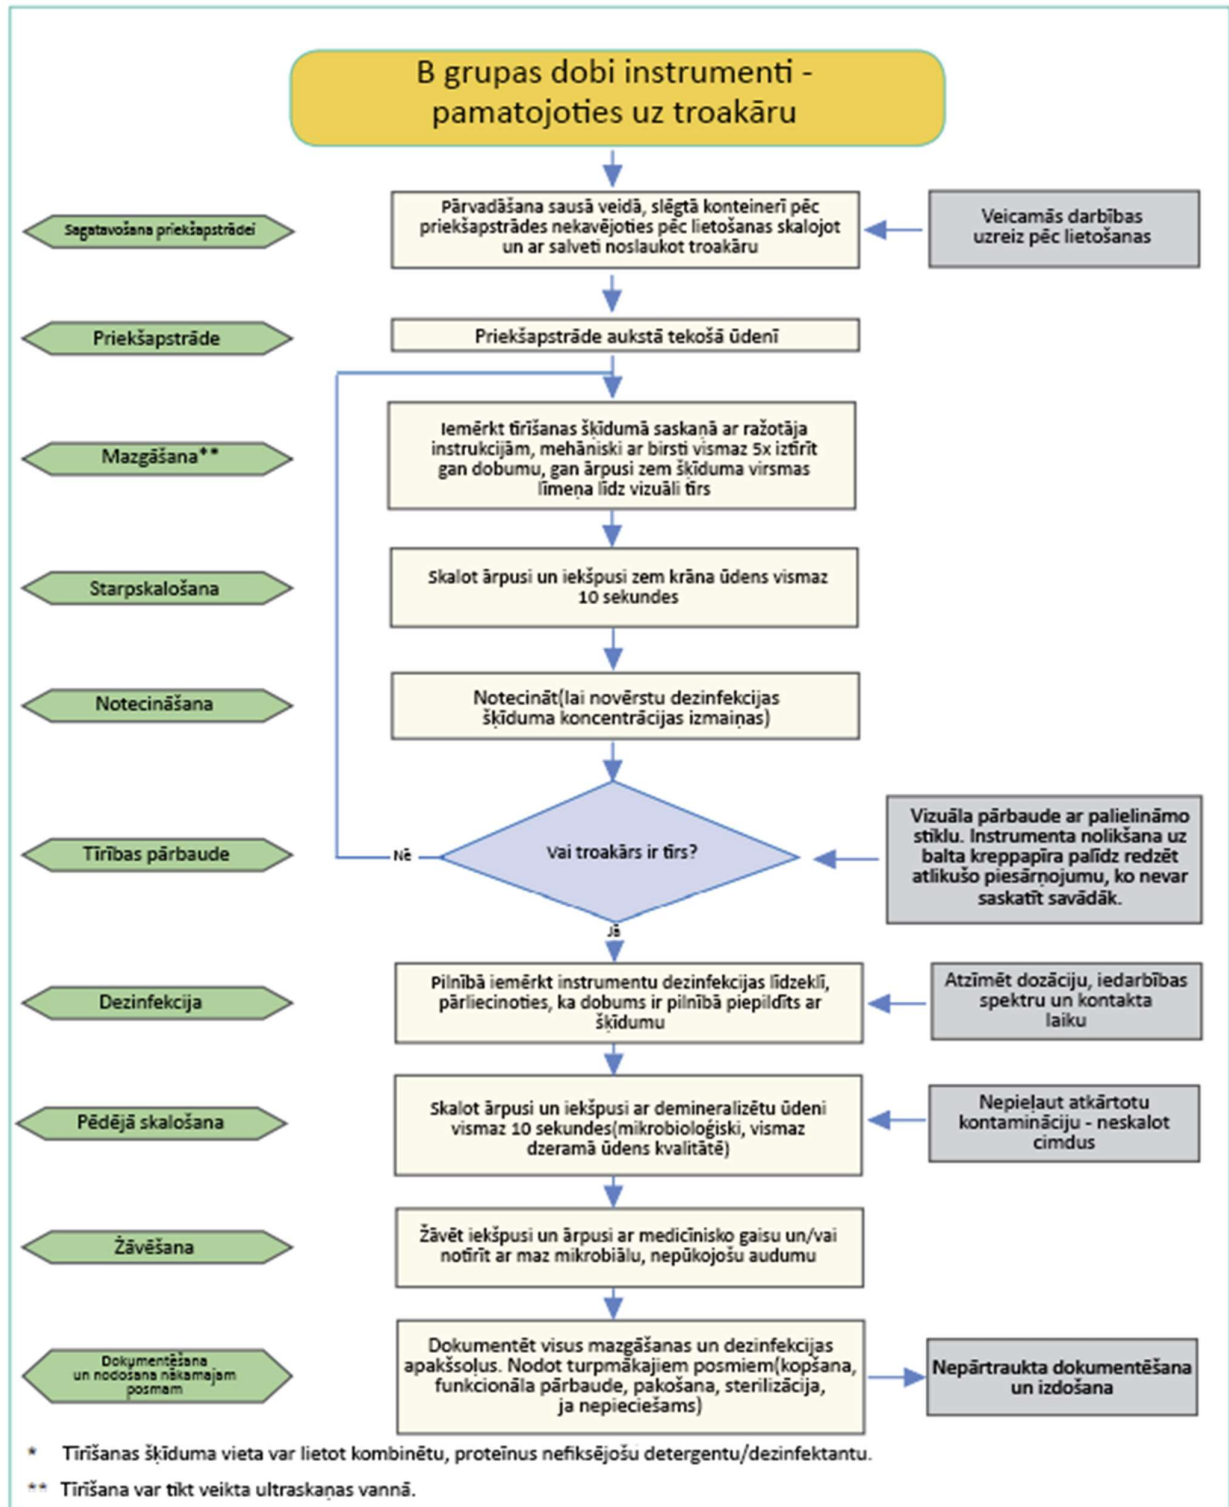 B grupas dobi instrumenti -
pamatojoties uz troakāru
Sagatavošana priekšapstrādei
Pārvadāšana sausā veidā, slēgtā konteinerī pēc
priekšapstrādes nekavējoties pēc lietošanas skalojot
un ar salveti noslaukot troakāru
Veicamās darbības
uzreiz pēc lietošanas
Priekšapstrāde
Priekšapstrāde aukstā tekošā ūdenī
Mazgāšana**
Iemērkt tīrīšanas šķīdumā saskaņā ar ražotāja
instrukcijām, mehāniski ar birsti vismaz 5x iztīrīt
gan dobumu, gan ārpusi zem šķīduma virsmas
līmeņa līdz vizuāli tīrs
Starpskalošana
Skalot ārpusi un iekšpusi zem krāna ūdens vismaz
10 sekundes
Notecināšana
Notecināt(lai novērstu dezinfekcijas
šķīduma koncentrācijas izmaiņas)
Tīrības pārbaude
Nē
Vai troakārs ir tīrs?
Vizuāla pārbaude ar palielināmo
stiklu. Instrumenta nolikšana uz
balta kreppapīra palīdz redzēt
atlikušo piesārņojumu, ko nevar
saskatīt savādāk.
Jā
Dezinfekcija
Pilnībā iemērkt instrumentu dezinfekcijas līdzeklī,
pārliecinoties, ka dobums ir pilnībā piepildīts ar
šķīdumu
Atzīmēt dozāciju, iedarbības
spektru un kontakta
laiku
Pēdējā skalošana
Skalot ārpusi un iekšpusi ar demineralizētu ūdeni
vismaz 10 sekundes(mikrobioloģiski, vismaz
dzeramā ūdens kvalitātē)
Nepieļaut atkārtotu
kontamināciju - neskalot
cimdus
Žāvēšana
Žāvēt iekšpusi un ārpusi ar medicīnisko gaisu un/vai
notīrīt ar maz mikrobiālu, nepūkojošu audumu
Dokumentēšana
un nodošana nākamajam
posmam
Dokumentēt visus mazgāšanas un dezinfekcijas
apakšsoļus. Nodot turpmākajiem posmiem(kopšana,
funkcionāla pārbaude, pakošana, sterilizācija,
ja nepieciešams)
Nepārtraukta dokumentēšana
un izdošana
* Tīrīšanas šķīduma vieta var lietot kombinētu, proteīnus nefiksējošu detergentu/dezinfektantu.
** Tīrīšana var tikt veikta ultraskaņas vannā.